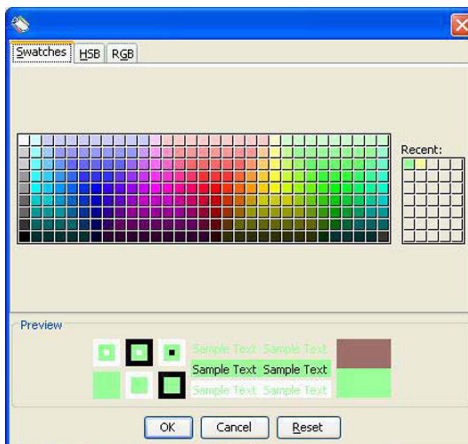 Swatches HSB RGB
Recent:
Preview
Sample Text Sample Text
Sample Text Sample Text
Sample Text Sample Text
OK Cancel Reset